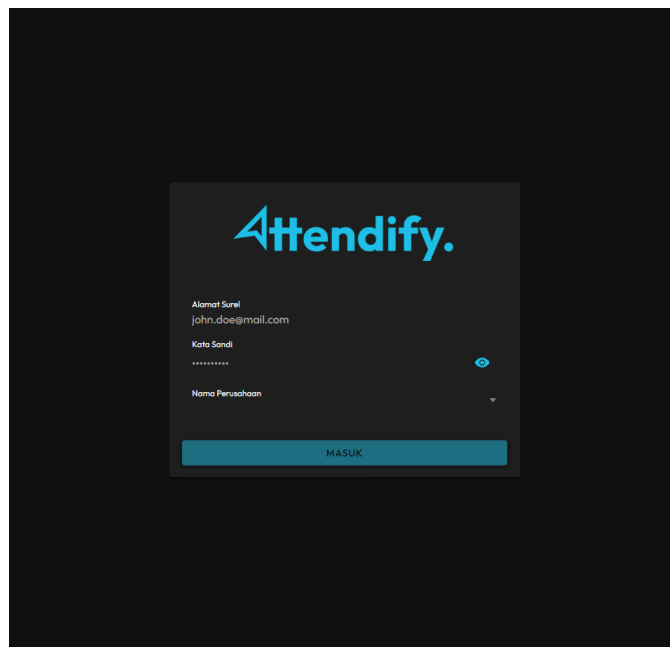 Attendify.
Alamat Surel
john.doe@mail.com
Kata Sandi
••••••••••
Nama Perusahaan
MASUK